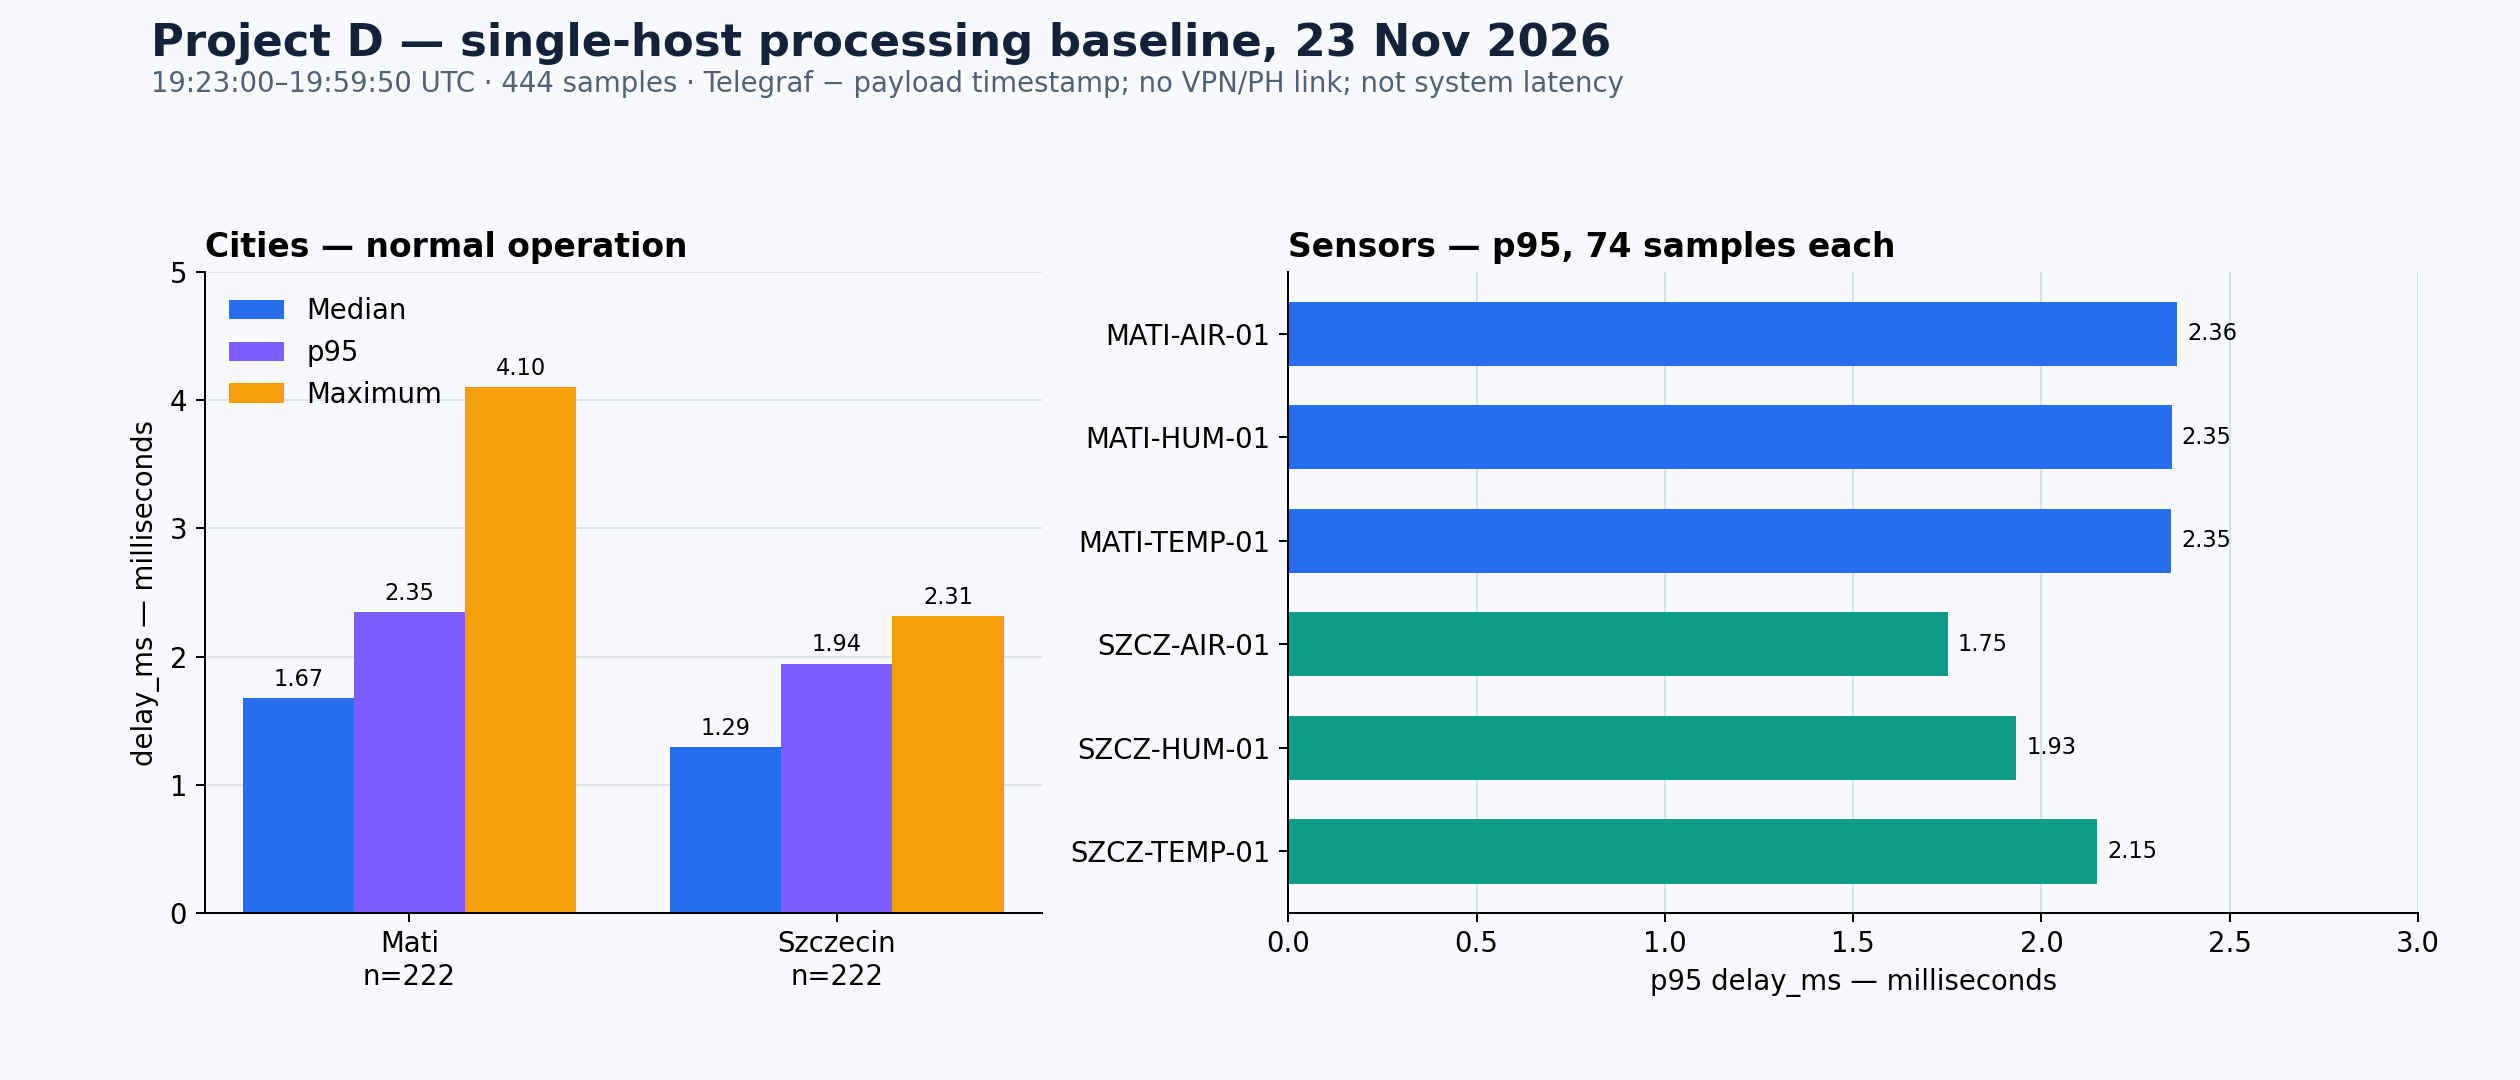 Project D — single-host processing baseline, 23 Nov 2026
19:23:00–19:59:50 UTC · 444 samples · Telegraf − payload timestamp; no VPN/PH link; not system latency
Cities — normal operation
delay_ms — milliseconds
5
4
3
2
1
0
Median
p95
Maximum
1.67
2.35
4.10
1.29
1.94
2.31
Mati
n=222
Szczecin
n=222
Sensors — p95, 74 samples each
MATI-AIR-01
2.36
MATI-HUM-01
2.35
MATI-TEMP-01
2.35
SZCZ-AIR-01
1.75
SZCZ-HUM-01
1.93
SZCZ-TEMP-01
2.15
0.0 0.5 1.0 1.5 2.0 2.5 3.0
p95 delay_ms — milliseconds